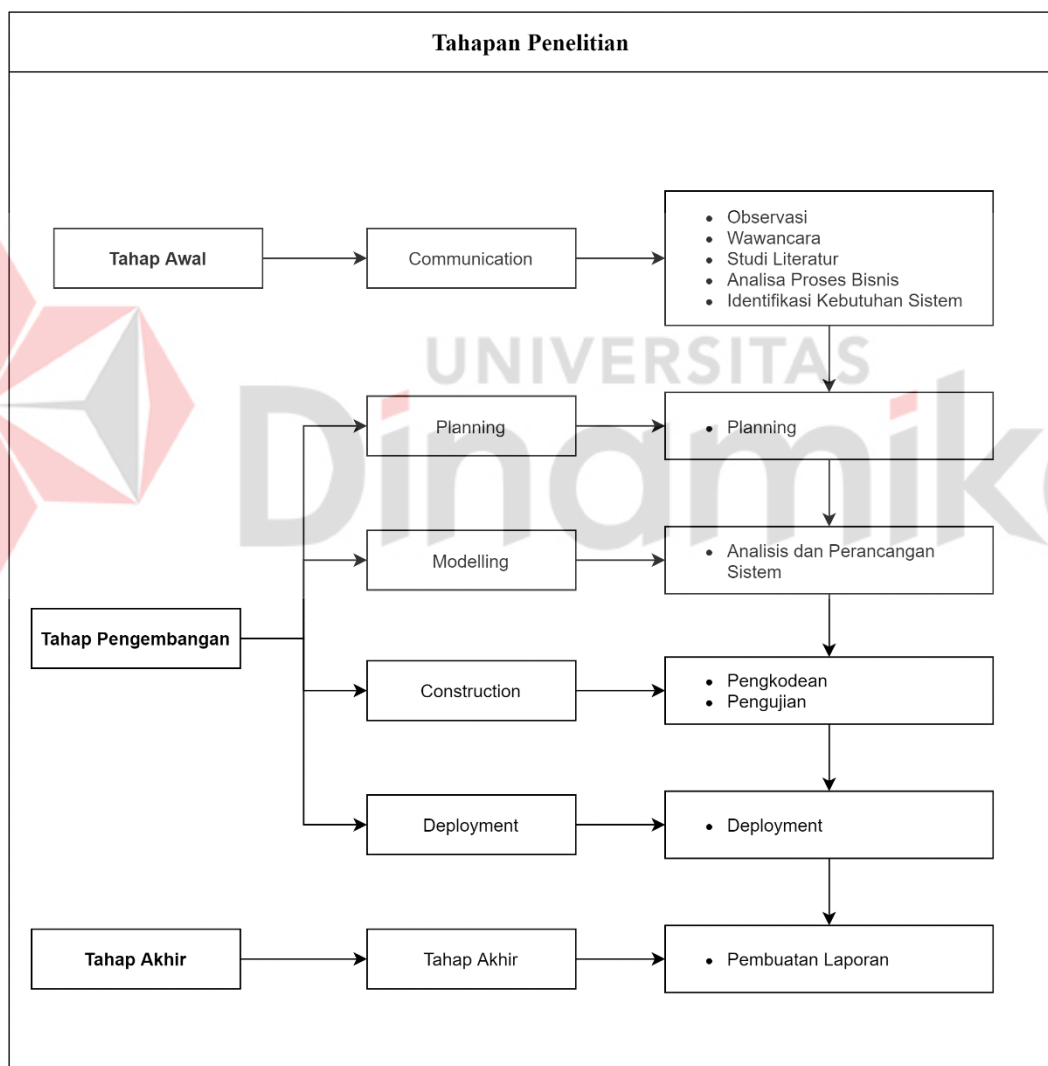 Tahapan Penelitian
Tahap Awal
Communication
• Observasi
• Wawancara
• Studi Literatur
• Analisa Proses Bisnis
• Identifikasi Kebutuhan Sistem
UNIVERSITAS
Dinamika
Tahap Pengembangan
Planning
• Planning
Modelling
• Analisis dan Perancangan
Sistem
Construction
• Pengkodean
• Pengujian
Deployment
• Deployment
Tahap Akhir
Tahap Akhir
• Pembuatan Laporan